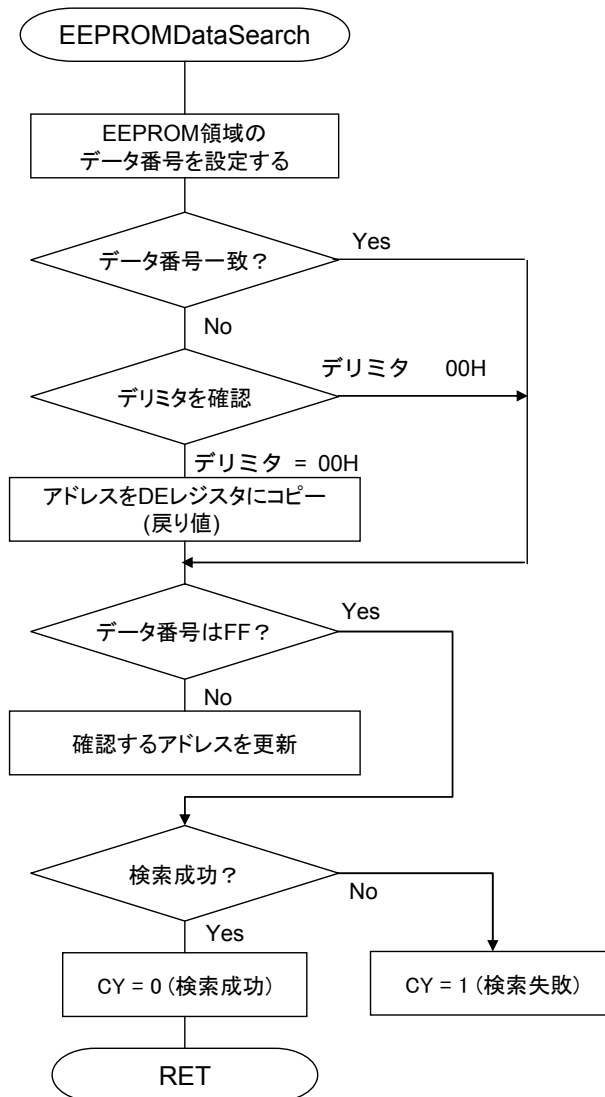 EEPROMDataSearch
EEPROM領域の
データ番号を設定する
データ番号一致？
Yes
No
デリミタ 00H
デリミタを確認
デリミタ = 00H
アドレスをDEレジスタにコピー
(戻り値)
データ番号はFF？
Yes
No
確認するアドレスを更新
検索成功？
No
Yes
CY = 0 (検索成功)
CY = 1 (検索失敗)
RET